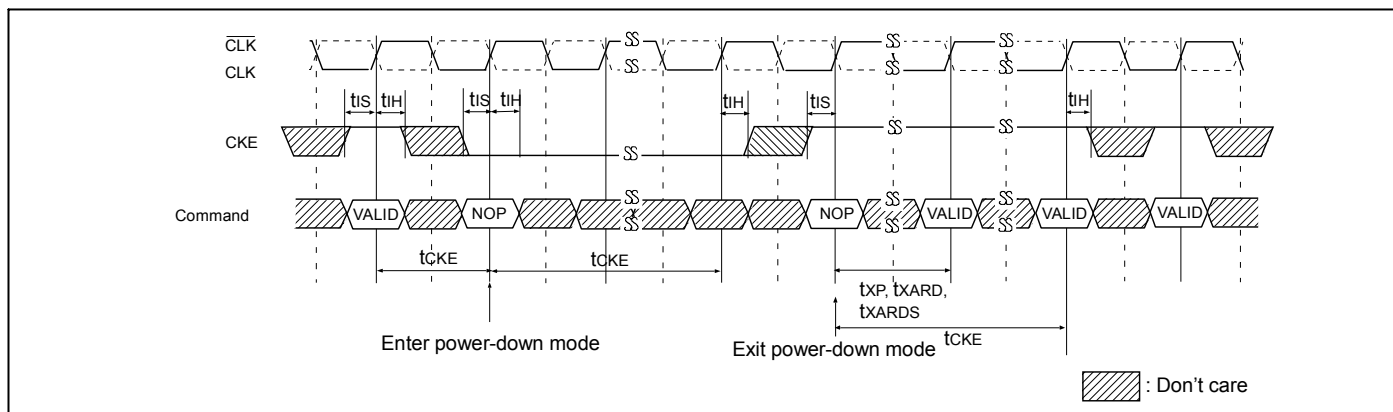 CLK
CLK
tIS tIH tIS tIH tIH tIS tIH
CKE
Command VALID NOP NOP VALID VALID VALID
tCKE tCKE
tXP, tXARD,
tXARDS
tCKE
Enter power-down mode Exit power-down mode
: Don't care